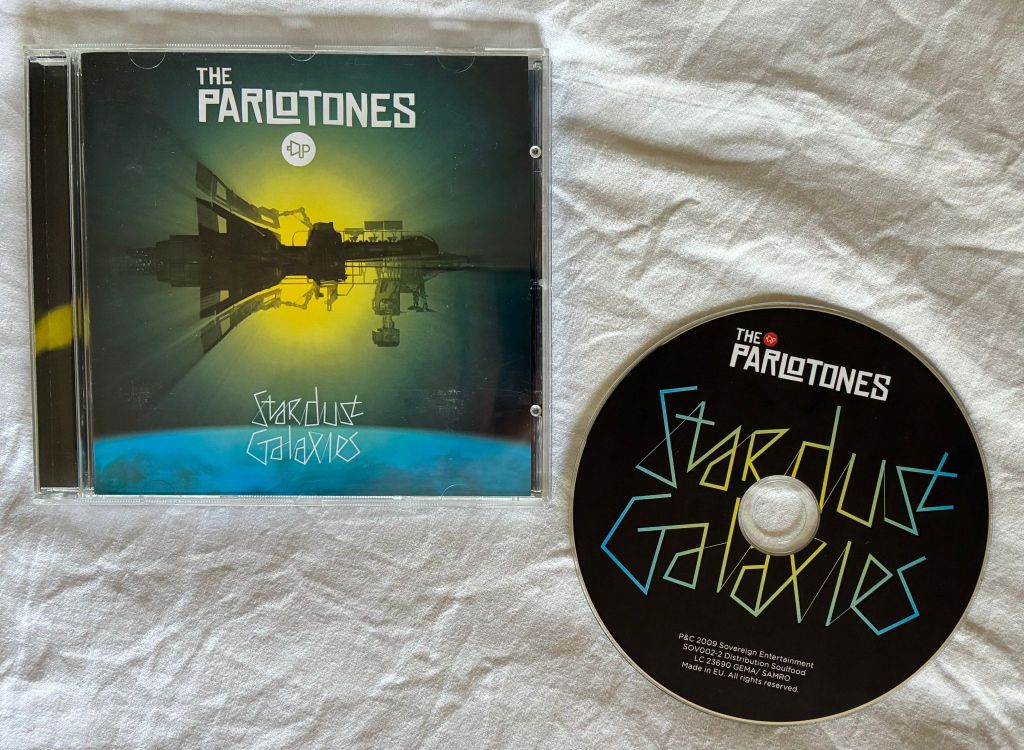 THE
PARLOTONES
P
Stardust
Galaxies
THE P
PARLOTONES
Stardust
Galaxies
P&C 2009 Sovereign Entertainment
SOV002-2 Distribution Soulfood
LC 23690 GEMA/ SAMRO
Made in EU. All rights reserved.